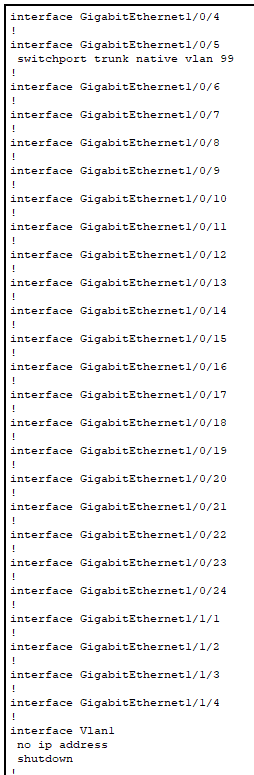 interface GigabitEthernet1/0/4
!
interface GigabitEthernet1/0/5
 switchport trunk native vlan 99
!
interface GigabitEthernet1/0/6
!
interface GigabitEthernet1/0/7
!
interface GigabitEthernet1/0/8
!
interface GigabitEthernet1/0/9
!
interface GigabitEthernet1/0/10
!
interface GigabitEthernet1/0/11
!
interface GigabitEthernet1/0/12
!
interface GigabitEthernet1/0/13
!
interface GigabitEthernet1/0/14
!
interface GigabitEthernet1/0/15
!
interface GigabitEthernet1/0/16
!
interface GigabitEthernet1/0/17
!
interface GigabitEthernet1/0/18
!
interface GigabitEthernet1/0/19
!
interface GigabitEthernet1/0/20
!
interface GigabitEthernet1/0/21
!
interface GigabitEthernet1/0/22
!
interface GigabitEthernet1/0/23
!
interface GigabitEthernet1/0/24
!
interface GigabitEthernet1/1/1
!
interface GigabitEthernet1/1/2
!
interface GigabitEthernet1/1/3
!
interface GigabitEthernet1/1/4
!
interface Vlan1
 no ip address
 shutdown
!